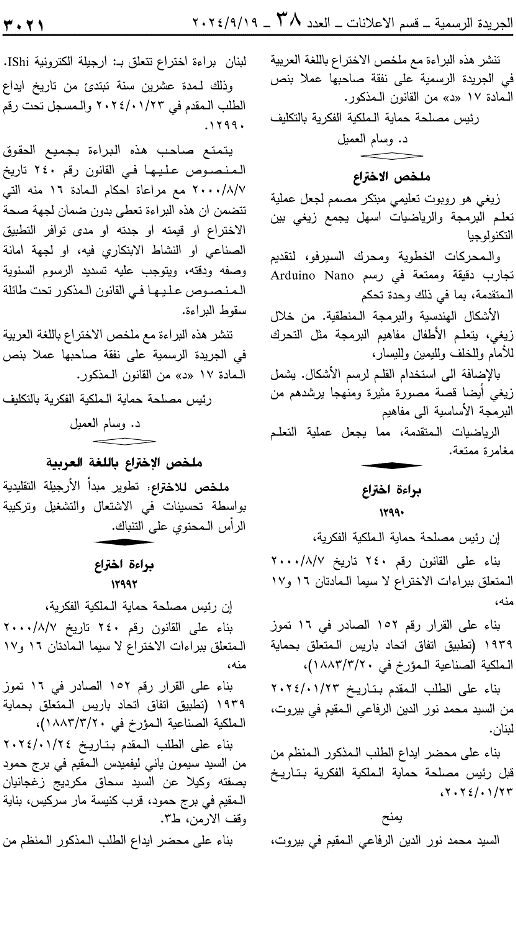 الجريدة الرسمية ــ قسم الاعلانات ــ العدد ٣٨ ــ ٢٠٢٤/٩/١٩
٣٠٢١
تنشر هذه البراءة مع ملخص الاختراع باللغة العربية
في الجريدة الرسمية على نفقة صاحبها عملا بنص
المادة ١٧ «د» من القانون المذكور.
رئيس مصلحة حماية الملكية الفكرية بالتكليف
د. وسام العميل
ملخص الاختراع
زيغي هو روبوت تعليمي مبتكر مصمم لجعل عملية
تعلم البرمجة والرياضيات اسهل يجمع زيغي بين
التكنولوجيا
والمحركات الخطوية ومحرك السيرفو، لتقديم
تجارب دقيقة وممتعة في رسم Arduino Nano
المتقدمة، بما في ذلك وحدة تحكم
الأشكال الهندسية والبرمجة المنطقية. من خلال
زيغي، يتعلم الأطفال مفاهيم البرمجة مثل التحرك
للأمام وللخلف ولليمين ولليسار،
بالإضافة الى استخدام القلم لرسم الأشكال. يشمل
زيغي أيضا قصة مصورة مثيرة ومنهجا يرشدهم من
البرمجة الأساسية الى مفاهيم
الرياضيات المتقدمة، مما يجعل عملية التعلم
مغامرة ممتعة.
براءة اختراع
١٢٩٩٠
إن رئيس مصلحة حماية الملكية الفكرية،
بناء على القانون رقم ٢٤٠ تاريخ ٢٠٠٠/٨/٧
المتعلق ببراءات الاختراع لا سيما المادتان ١٦ و١٧
منه،
بناء على القرار رقم ١٥٢ الصادر في ١٦ تموز
١٩٣٩ (تطبيق اتفاق اتحاد باريس المتعلق بحماية
الملكية الصناعية المؤرخ في ١٨٨٣/٣/٢٠)،
بناء على الطلب المقدم بتاريخ ٢٠٢٤/٠١/٢٣
من السيد محمد نور الدين الرفاعي المقيم في بيروت،
لبنان.
بناء على محضر ايداع الطلب المذكور المنظم من
قبل رئيس مصلحة حماية الملكية الفكرية بتاريخ
٢٠٢٤/٠١/٢٣،
يمنح
السيد محمد نور الدين الرفاعي المقيم في بيروت،
لبنان براءة اختراع تتعلق بـ: أرجيلة الكترونية IShi.
وذلك لمدة عشرين سنة تبتدئ من تاريخ ايداع
الطلب المقدم في ٢٠٢٤/٠١/٢٣ والمسجل تحت رقم
١٢٩٩٠.
يتمتع صاحب هذه البراءة بجميع الحقوق
المنصوص عليها في القانون رقم ٢٤٠ تاريخ
٢٠٠٠/٨/٧ مع مراعاة احكام المادة ١٦ منه التي
تتضمن ان هذه البراءة تعطى بدون ضمان لجهة صحة
الاختراع او قيمته او جدته او مدى توافر التطبيق
الصناعي أو النشاط الابتكاري فيه، او لجهة امانة
وصفه ودقته، ويتوجب عليه تسديد الرسوم السنوية
المنصوص عليها في القانون المذكور تحت طائلة
سقوط البراءة.
تنشر هذه البراءة مع ملخص الاختراع باللغة العربية
في الجريدة الرسمية على نفقة صاحبها عملا بنص
المادة ١٧ «د» من القانون المذكور.
رئيس مصلحة حماية الملكية الفكرية بالتكليف
د. وسام العميل
ملخص الإختراع باللغة العربية
ملخص للاختراع: تطوير مبدأ الأرجيلة التقليدية
بواسطة تحسينات في الاشتعال والتشغيل وتركيبة
الرأس المحتوي على التنباك.
براءة اختراع
١٢٩٩٢
إن رئيس مصلحة حماية الملكية الفكرية،
بناء على القانون رقم ٢٤٠ تاريخ ٢٠٠٠/٨/٧
المتعلق ببراءات الاختراع لا سيما المادتان ١٦ و١٧
منه،
بناء على القرار رقم ١٥٢ الصادر في ١٦ تموز
١٩٣٩ (تطبيق اتفاق اتحاد باريس المتعلق بحماية
الملكية الصناعية المؤرخ في ١٨٨٣/٣/٢٠)،
بناء على الطلب المقدم بتاريخ ٢٠٢٤/٠١/٢٤
من السيد سيمون ياني ليفميدس المقيم في برج حمود
بصفته وكيلا عن السيد سحاق مكرديج زغجانيان
المقيم في برج حمود، قرب كنيسة مار سركيس، بناية
وقف الارمن، ط٣.
بناء على محضر ايداع الطلب المذكور المنظم من